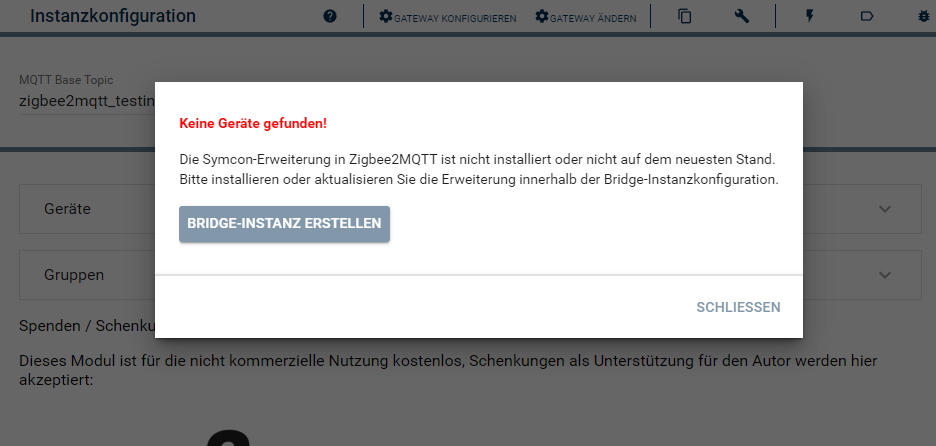 Instanzkonfiguration
GATEWAY KONFIGURIEREN
GATEWAY ÄNDERN
MQTT Base Topic
zigbee2mqtt_testin
Keine Geräte gefunden!
Die Symcon-Erweiterung in Zigbee2MQTT ist nicht installiert oder nicht auf dem neuesten Stand.
Bitte installieren oder aktualisieren Sie die Erweiterung innerhalb der Bridge-Instanzkonfiguration.
BRIDGE-INSTANZ ERSTELLEN
SCHLIESSEN
Geräte
Gruppen
Spenden / Schenku
Dieses Modul ist für die nicht kommerzielle Nutzung kostenlos, Schenkungen als Unterstützung für den Autor werden hier
akzeptiert: